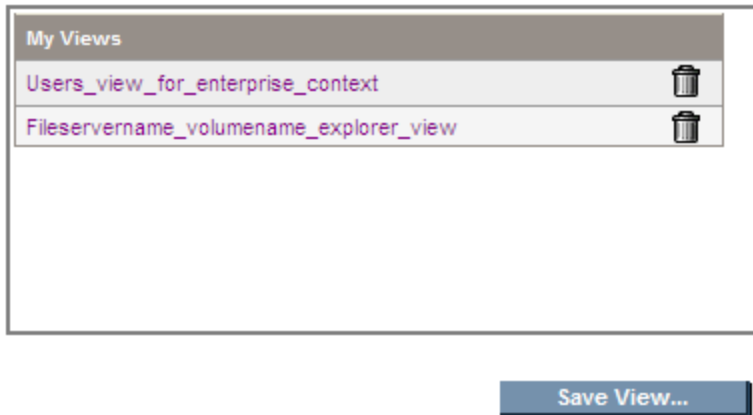 My Views
Users_view_for_enterprise_context
Fileservername_volumename_explorer_view
Save View...